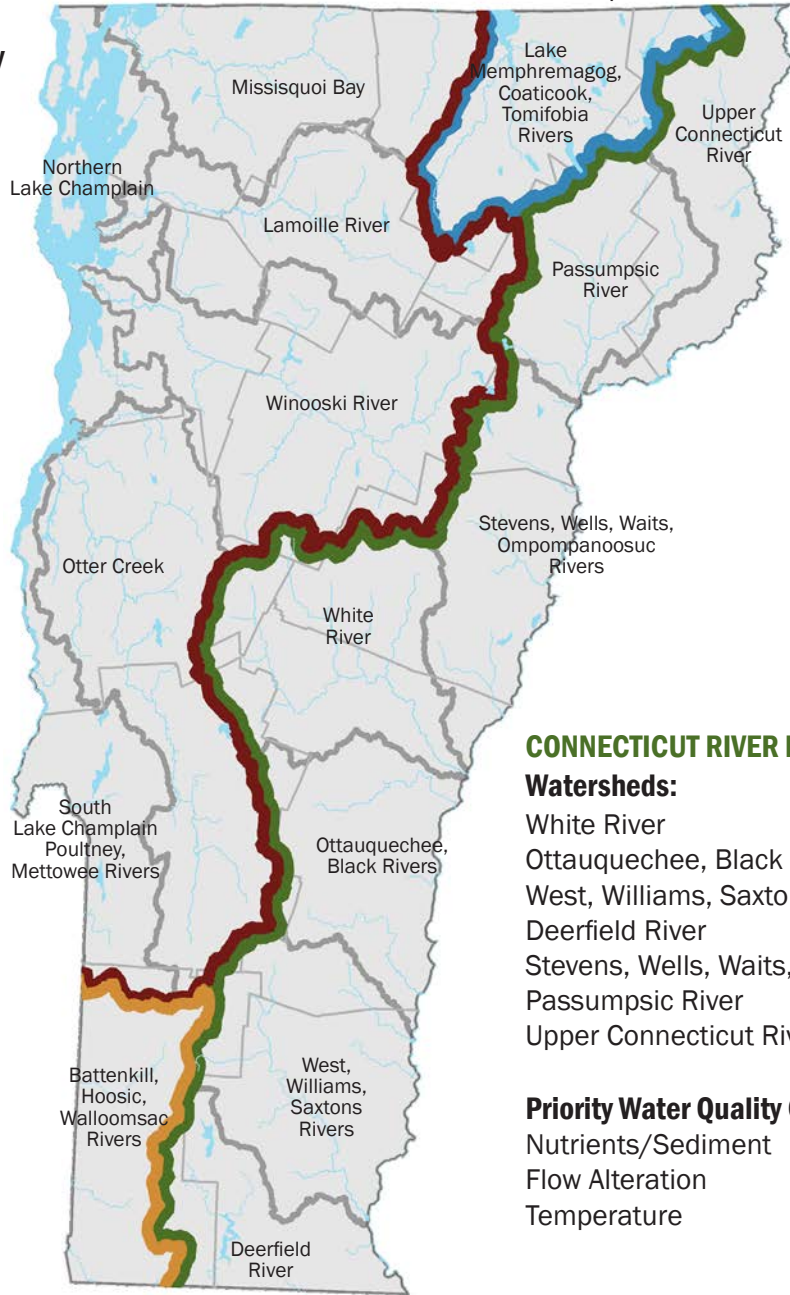 Missisquoi Bay
Lake
Memphremagog,
Coaticook,
Tomifobia
Rivers
Upper
Connecticut
River
Northern
Lake Champlain
Lamoille River
Passumpsic
River
Winooski River
Stevens, Wells, Waits,
Ompompanoosuc
Rivers
Otter Creek
White
River
South
Lake Champlain
Poultney,
Mettowee Rivers
Ottauquechee,
Black Rivers
Battenkill,
Hoosic,
Walloomsac
Rivers
West,
Williams,
Saxtons
Rivers
Deerfield
River
CONNECTICUT RIVER
Watersheds:
White River
Ottauquechee, Black
West, Williams, Saxto
Deerfield River
Stevens, Wells, Waits,
Passumpsic River
Upper Connecticut Riv
Priority Water Quality
Nutrients/Sediment
Flow Alteration
Temperature